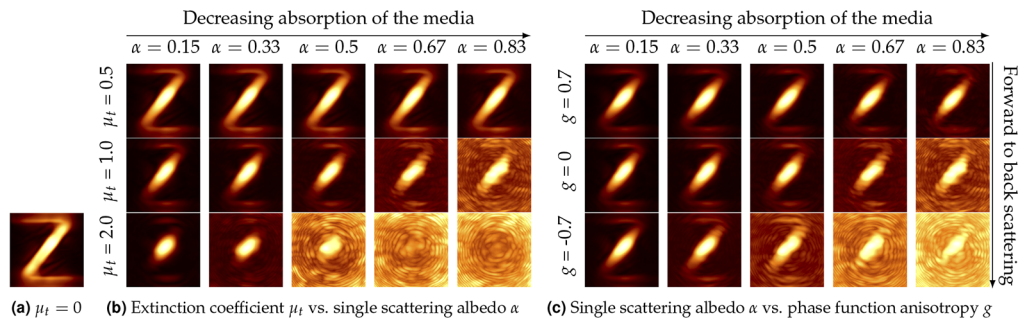 Decreasing absorption of the media
α = 0.15 α = 0.33 α = 0.5 α = 0.67 α = 0.83
μt = 0.5
μt = 1.0
μt = 2.0
Decreasing absorption of the media
α = 0.15 α = 0.33 α = 0.5 α = 0.67 α = 0.83
g = 0.7
g = 0
g = -0.7
Forward to back scattering
(a) μt = 0
(b) Extinction coefficient μt vs. single scattering albedo α
(c) Single scattering albedo α vs. phase function anisotropy g